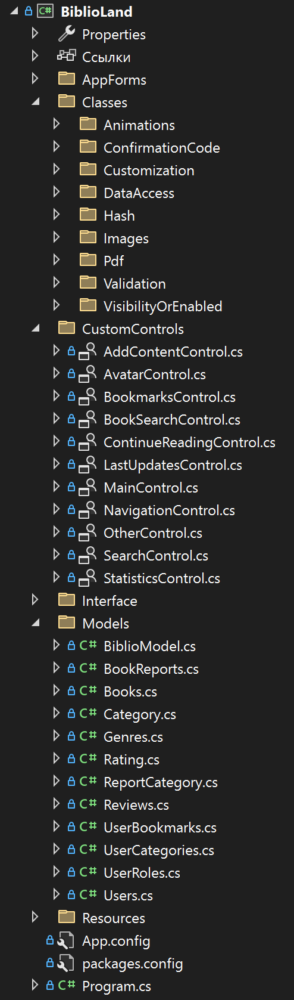 BiblioLand
Properties
Ссылки
AppForms
Classes
Animations
ConfirmationCode
Customization
DataAccess
Hash
Images
Pdf
Validation
VisibilityOrEnabled
CustomControls
AddContentControl.cs
AvatarControl.cs
BookmarksControl.cs
BookSearchControl.cs
ContinueReadingControl.cs
LastUpdatesControl.cs
MainControl.cs
NavigationControl.cs
OtherControl.cs
SearchControl.cs
StatisticsControl.cs
Interface
Models
C# BiblioModel.cs
C# BookReports.cs
C# Books.cs
C# Category.cs
C# Genres.cs
C# Rating.cs
C# ReportCategory.cs
C# Reviews.cs
C# UserBookmarks.cs
C# UserCategories.cs
C# UserRoles.cs
C# Users.cs
Resources
App.config
packages.config
C# Program.cs